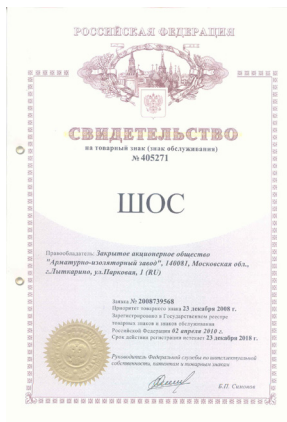 РОССИЙСКАЯ ФЕДЕРАЦИЯ
СВИДЕТЕЛЬСТВО
на товарный знак (знак обслуживания)
№ 405271
ШОС
Правообладатель: Закрытое акционерное общество
"Арматурно-изоляторный завод", 140081, Московская обл.,
г.Лыткарино, ул.Парковая, 1 (RU)
Заявка № 2008739568
Приоритет товарного знака 23 декабря 2008 г.
Зарегистрировано в Государственном реестре
товарных знаков и знаков обслуживания
Российской Федерации 02 апреля 2010 г.
Срок действия регистрации истекает 23 декабря 2018 г.
Руководитель Федеральной службы по интеллектуальной
собственности, патентам и товарным знакам
Б.П. Симонов